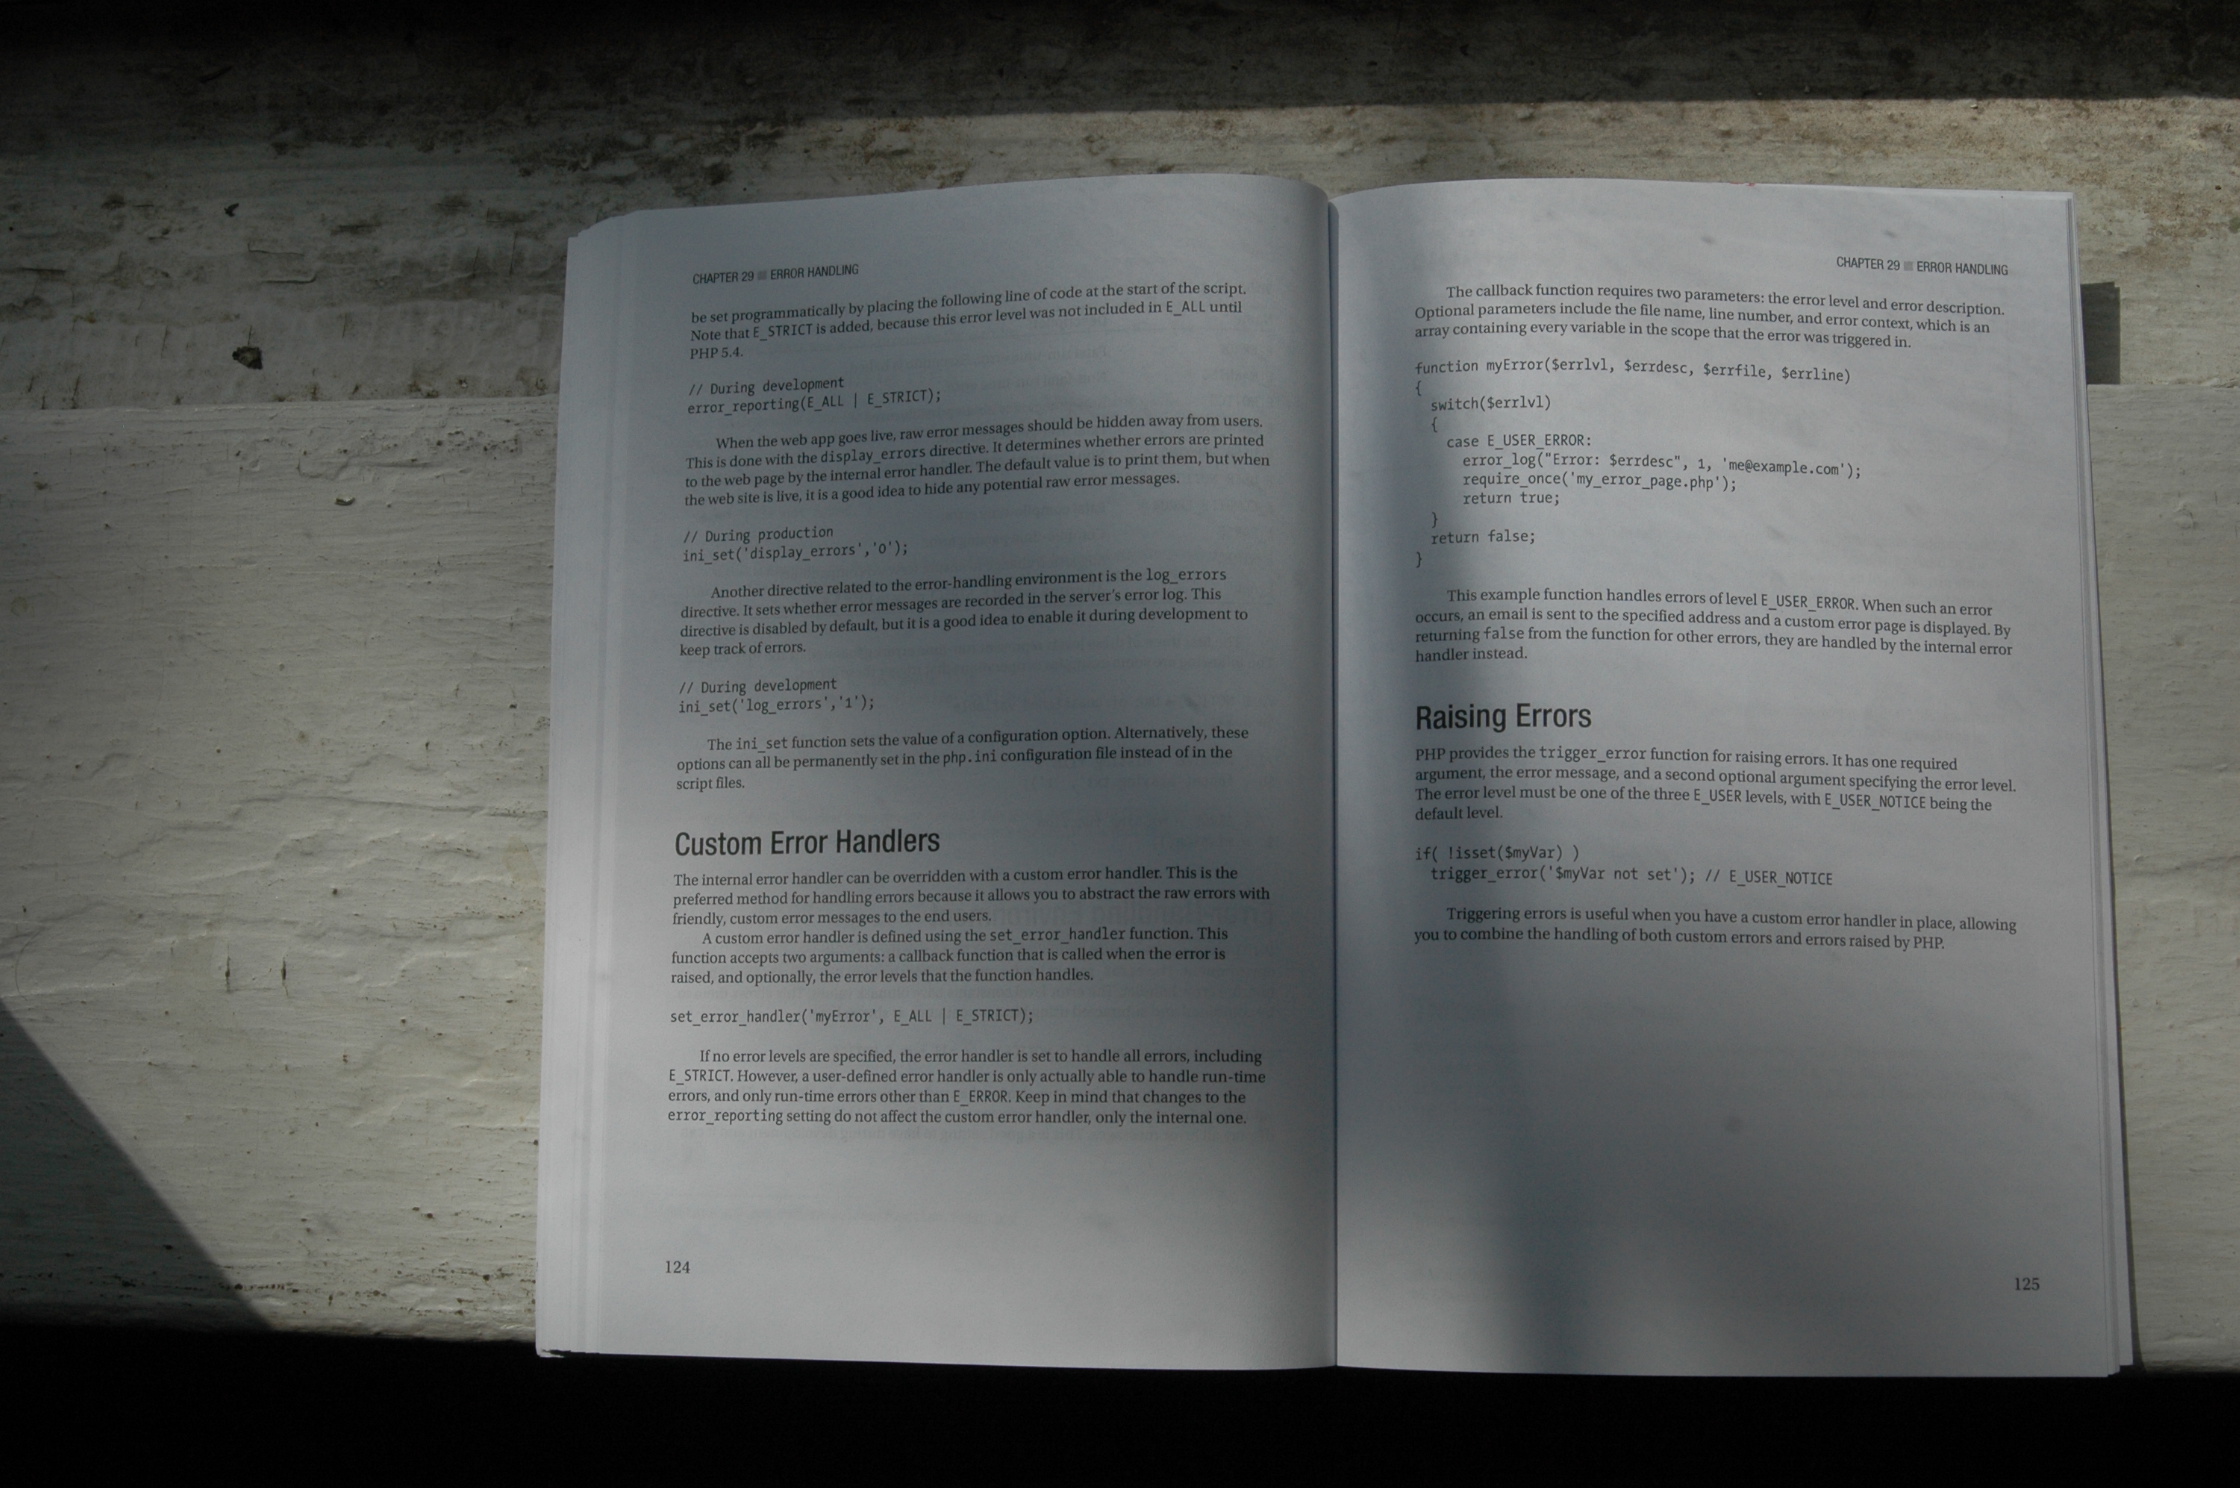 CHAPTER 29 ■ ERROR HANDLING
be set programmatically by placing the following line of code at the start of the script.
Note that E_STRICT is added, because this error level was not included in E_ALL until
PHP 5.4.
// During development
error_reporting(E_ALL | E_STRICT);
When the web app goes live, raw error messages should be hidden away from users.
This is done with the display_errors directive. It determines whether errors are printed
to the web page by the internal error handler. The default value is to print them, but when
the web site is live, it is a good idea to hide any potential raw error messages.
// During production
ini_set('display_errors','0');
Another directive related to the error-handling environment is the log_errors
directive. It sets whether error messages are recorded in the server's error log. This
directive is disabled by default, but it is a good idea to enable it during development to
keep track of errors.
// During development
ini_set('log_errors','1');
The ini_set function sets the value of a configuration option. Alternatively, these
options can all be permanently set in the php.ini configuration file instead of in the
script files.
Custom Error Handlers
The internal error handler can be overridden with a custom error handler. This is the
preferred method for handling errors because it allows you to abstract the raw errors with
friendly, custom error messages to the end users.
A custom error handler is defined using the set_error_handler function. This
function accepts two arguments: a callback function that is called when the error is
raised, and optionally, the error levels that the function handles.
set_error_handler('myError', E_ALL | E_STRICT);
If no error levels are specified, the error handler is set to handle all errors, including
E_STRICT. However, a user-defined error handler is only actually able to handle run-time
errors, and only run-time errors other than E_ERROR. Keep in mind that changes to the
error_reporting setting do not affect the custom error handler, only the internal one.
124
CHAPTER 29 ■ ERROR HANDLING
The callback function requires two parameters: the error level and error description.
Optional parameters include the file name, line number, and error context, which is an
array containing every variable in the scope that the error was triggered in.
function myError($errlvl, $errdesc, $errfile, $errline)
{
switch($errlvl)
{
case E_USER_ERROR:
error_log("Error: $errdesc", 1, 'me@example.com');
require_once('my_error_page.php');
return true;
}
return false;
}
This example function handles errors of level E_USER_ERROR. When such an error
occurs, an email is sent to the specified address and a custom error page is displayed. By
returning false from the function for other errors, they are handled by the internal error
handler instead.
Raising Errors
PHP provides the trigger_error function for raising errors. It has one required
argument, the error message, and a second optional argument specifying the error level.
The error level must be one of the three E_USER levels, with E_USER_NOTICE being the
default level.
if( !isset($myVar) )
trigger_error('$myVar not set'); // E_USER_NOTICE
Triggering errors is useful when you have a custom error handler in place, allowing
you to combine the handling of both custom errors and errors raised by PHP.
125